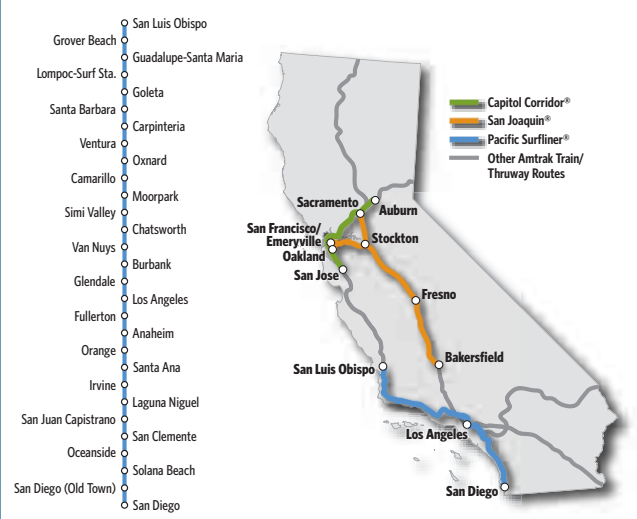 San Luis Obispo
Grover Beach
Guadalupe-Santa Maria
Lompoc-Surf Sta.
Goleta
Santa Barbara
Carpinteria
Ventura
Oxnard
Camarillo
Moorpark
Simi Valley
Chatsworth
Van Nuys
Burbank
Glendale
Los Angeles
Fullerton
Anaheim
Orange
Santa Ana
Irvine
Laguna Niguel
San Juan Capistrano
San Clemente
Oceanside
Solana Beach
San Diego (Old Town)
San Diego
Capitol Corridor®
San Joaquin®
Pacific Surfliner®
Other Amtrak Train/
Thruway Routes
Sacramento
Auburn
San Francisco/
Emeryville
Oakland
Stockton
San Jose
Fresno
Bakersfield
San Luis Obispo
Los Angeles
San Diego